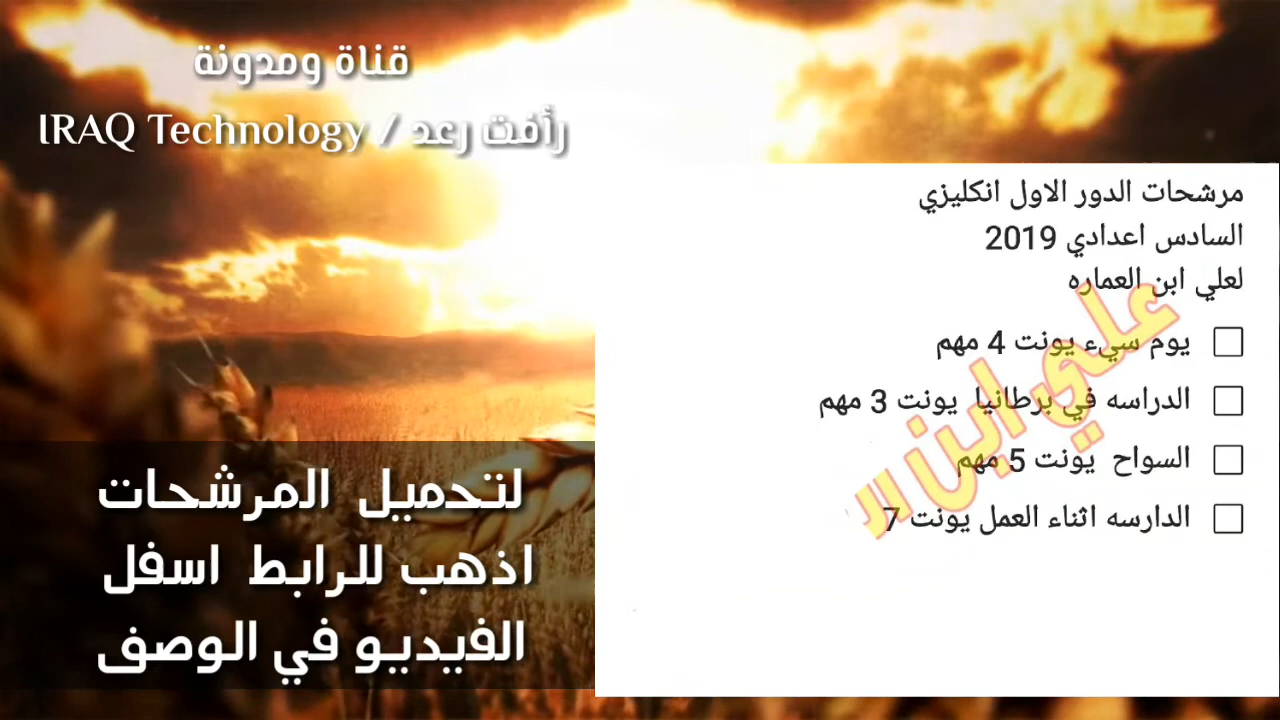 قناة ومدونة
رأفت رعد / IRAQ Technology
مرشحات الدور الاول انكليزي
السادس اعدادي 2019
لعلي ابن العماره
يوم سيء يونت 4 مهم
الدراسه في برطانيا يونت 3 مهم
السواح يونت 5 مهم
الدارسه اثناء العمل يونت 7
علي ابن
لتحميل المرشحات
اذهب للرابط اسفل
الفيديو في الوصف